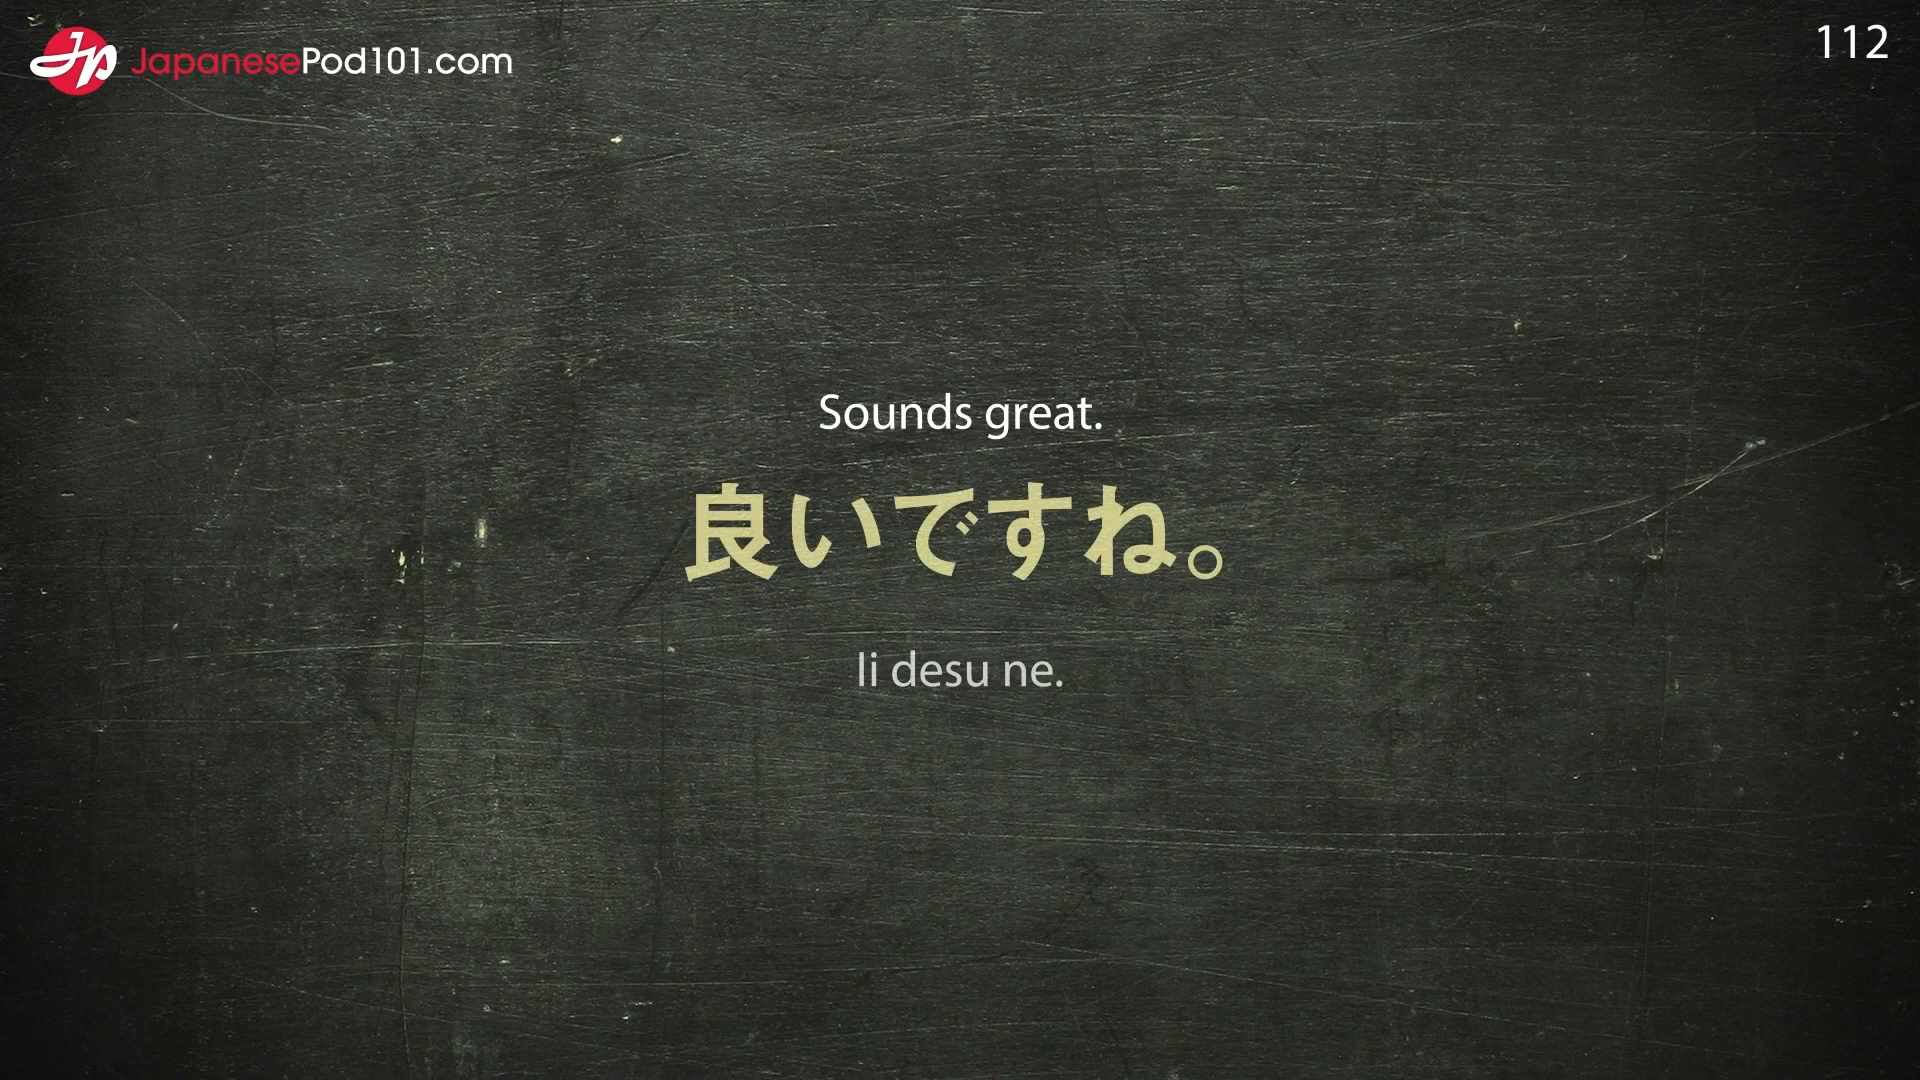 JapanesePod101.com
112
Sounds great.
良いですね。
Ii desu ne.